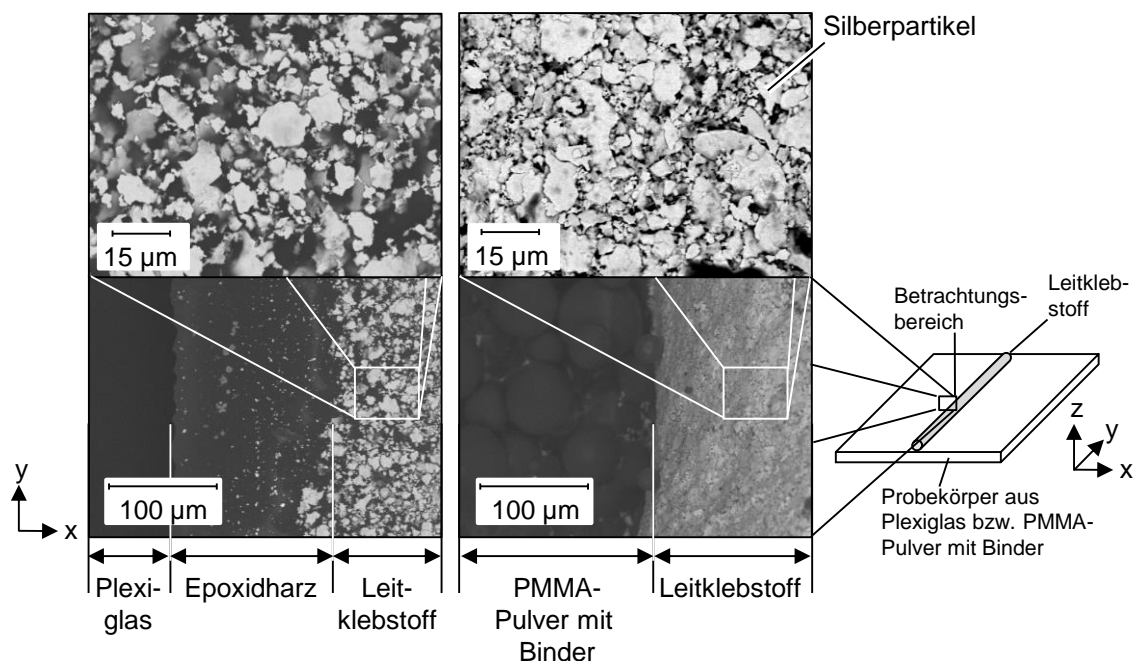 Silberpartikel
15 µm
15 µm
Betrachtungs-
bereich
Leitkleb-
stoff
y
x
100 µm
100 µm
z
y
x
Probekörper aus
Plexiglas bzw. PMMA-
Pulver mit Binder
Plexi-
glas
Epoxidharz
Leit-
klebstoff
PMMA-
Pulver mit
Binder
Leitklebstoff